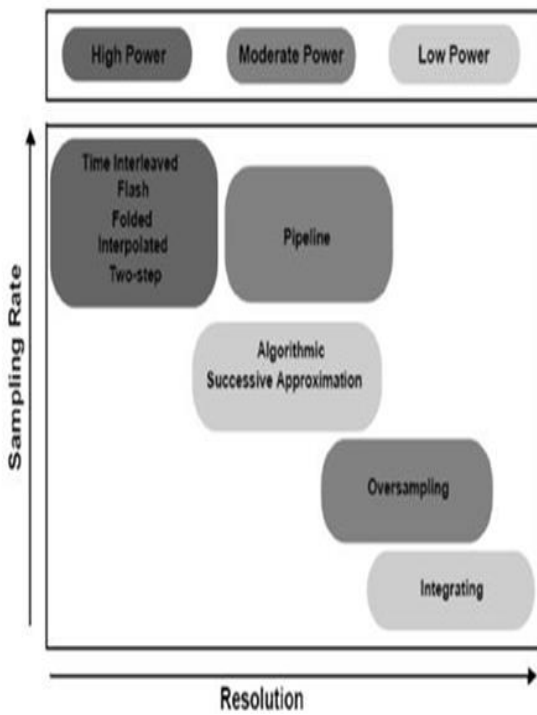 High Power
Moderate Power
Low Power
Sampling Rate
Time Interleaved
Flash
Folded
Interpolated
Two-step
Pipeline
Algorithmic
Successive Approximation
Oversampling
Integrating
Resolution